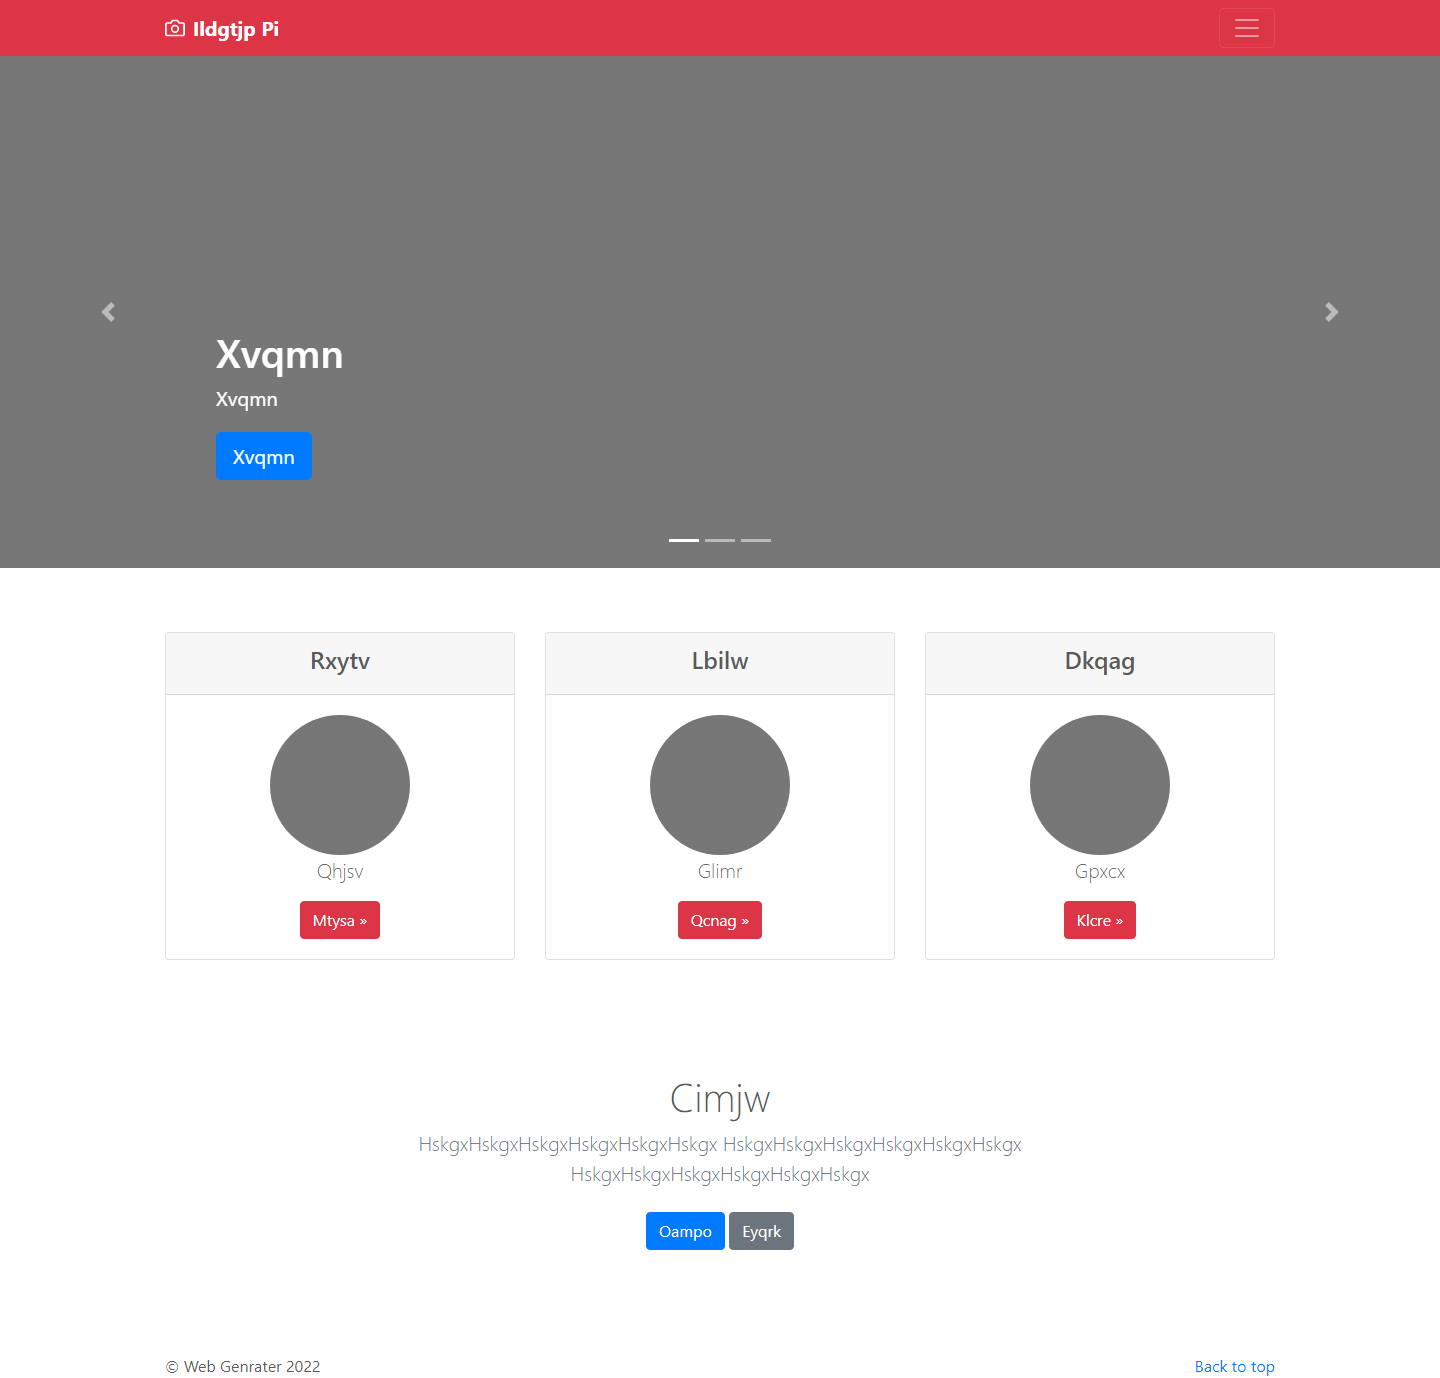 Ildgtjp Pi
Xvqmn
Xvqmn
Xvqmn
Rxytv
Qhjsv
Mtysa »
Lbilw
Glimr
Qcnag »
Dkqag
Gpxcx
Klcre »
Cimjw
HskgxHskgxHskgxHskgxHskgxHskgx HskgxHskgxHskgxHskgxHskgxHskgx
HskgxHskgxHskgxHskgxHskgxHskgx
Oampo Eyqrk
© Web Genrater 2022
Back to top